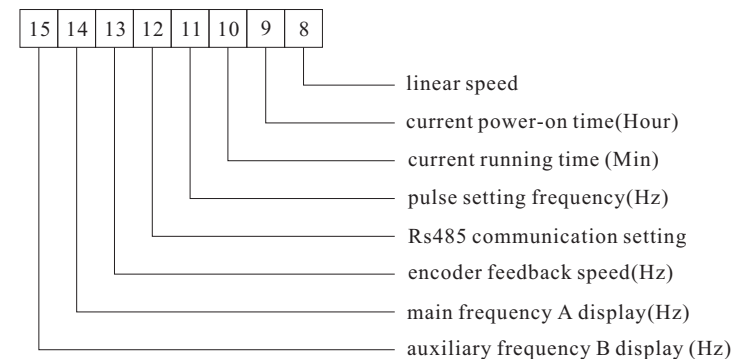 15 14 13 12 11 10 9 8
linear speed
current power-on time(Hour)
current running time (Min)
pulse setting frequency(Hz)
Rs485 communication setting
encoder feedback speed(Hz)
main frequency A display(Hz)
auxiliary frequency B display (Hz)